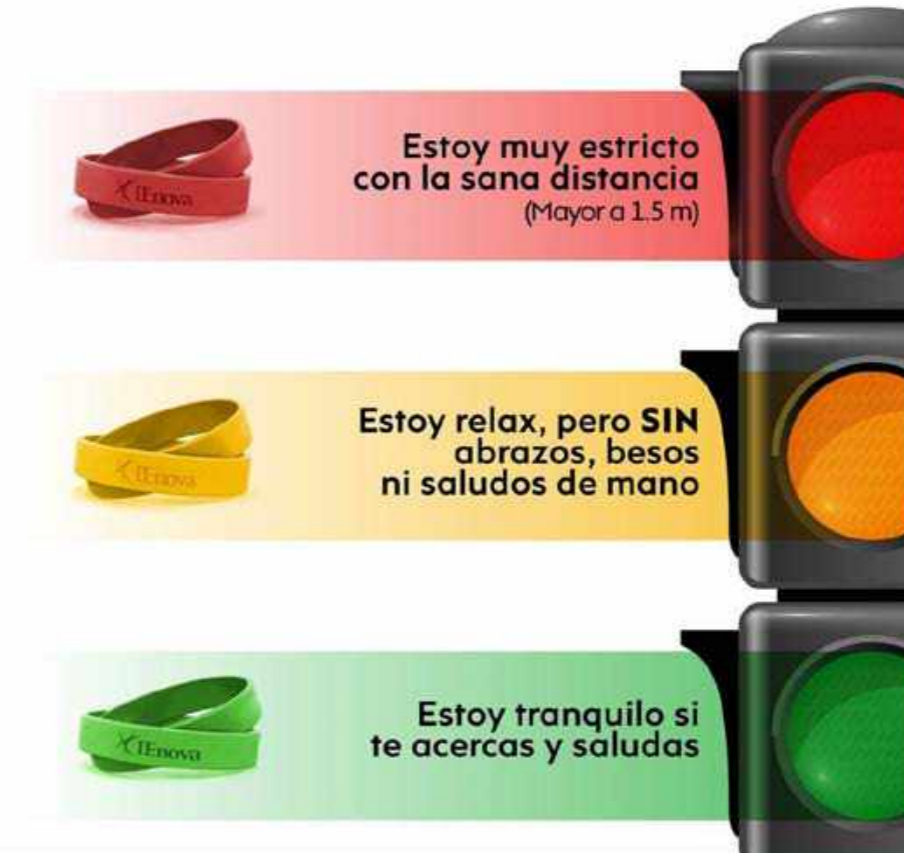 Estoy muy estricto
con la sana distancia
(Mayor a 1.5 m)
IEnova
Estoy relax, pero SIN
abrazos, besos
ni saludos de mano
IEnova
Estoy tranquilo si
te acercas y saludas
IEnova